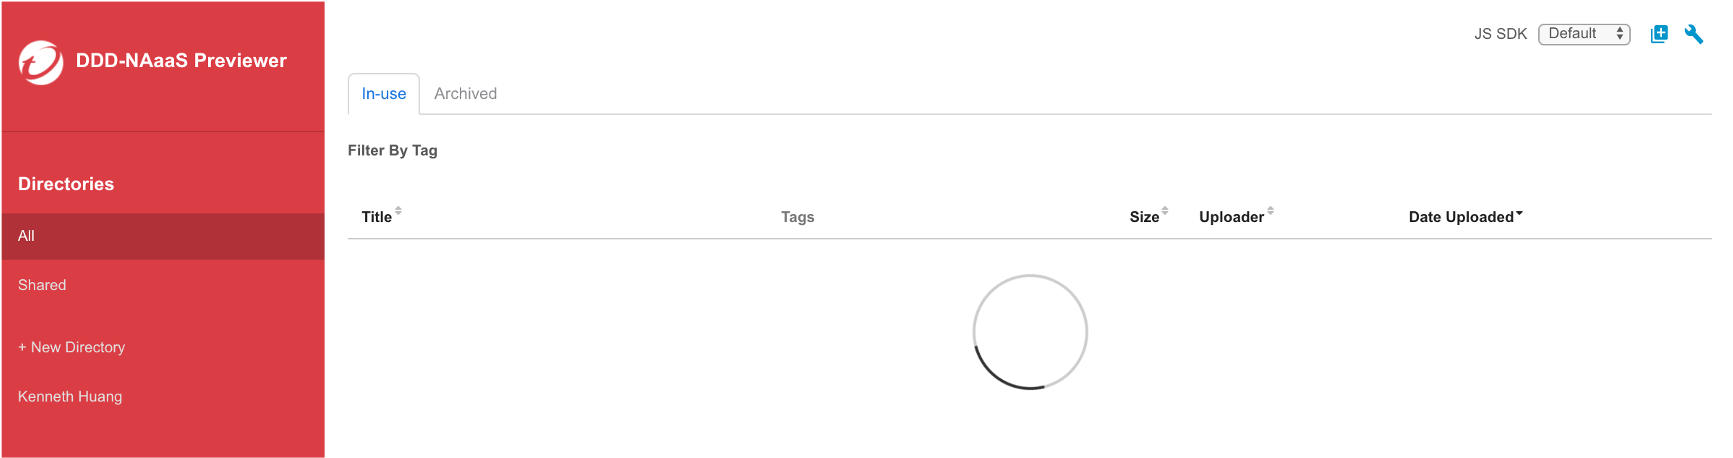 DDD-NAaaS Previewer
JS SDK Default
In-use Archived
Filter By Tag
Directories
Title Tags Size Uploader Date Uploaded
All
Shared
+ New Directory
Kenneth Huang